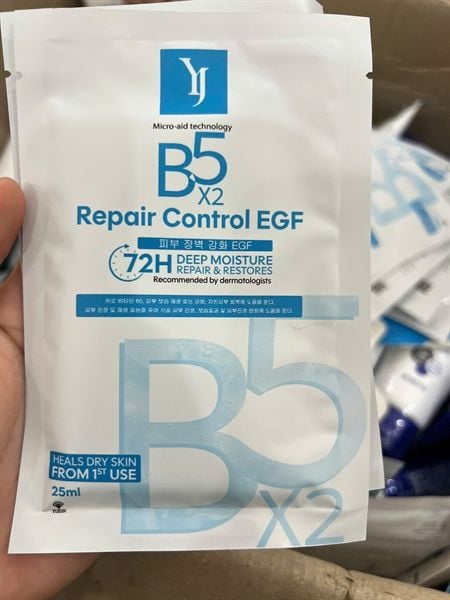 YJ
Micro-aid technology
B5
X2
Repair Control EGF
피부 장벽 강화 EGF
72H DEEP MOISTURE
REPAIR & RESTORES
Recommended by dermatologists
B5
X2
HEALS DRY SKIN
FROM 1ST USE
25ml